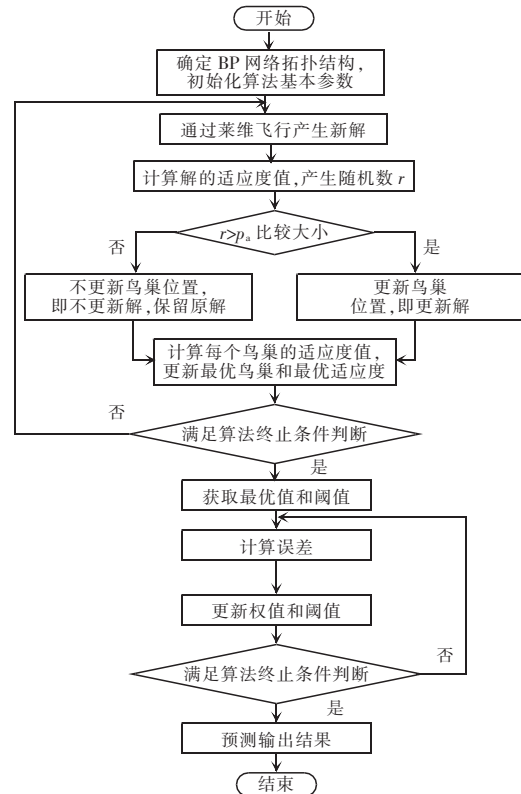 开始
确定 BP 网络拓扑结构，
初始化算法基本参数
通过莱维飞行产生新解
计算解的适应度值，产生随机数 r
r>pa 比较大小
否
是
不更新鸟巢位置，
即不更新解，保留原解
更新鸟巢
位置，即更新解
计算每个鸟巢的适应度值，
更新最优鸟巢和最优适应度
否
满足算法终止条件判断
是
获取最优值和阈值
计算误差
更新权值和阈值
否
满足算法终止条件判断
是
预测输出结果
结束